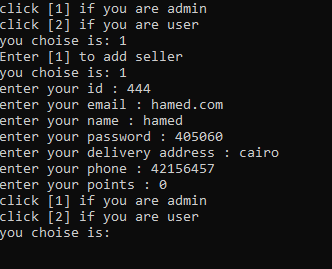 click [1] if you are admin
click [2] if you are user
you choise is: 1
Enter [1] to add seller
you choise is: 1
enter your id : 444
enter your email : hamed.com
enter your name : hamed
enter your password : 405060
enter your delivery address : cairo
enter your phone : 42156457
enter your points : 0
click [1] if you are admin
click [2] if you are user
you choise is: